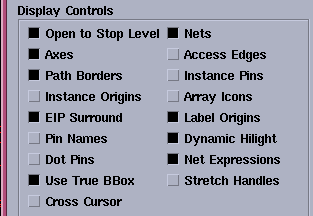 Display Controls
Open to Stop Level Nets
Axes Access Edges
Path Borders Instance Pins
Instance Origins Array Icons
EIP Surround Label Origins
Pin Names Dynamic Hilight
Dot Pins Net Expressions
Use True BBox Stretch Handles
Cross Cursor